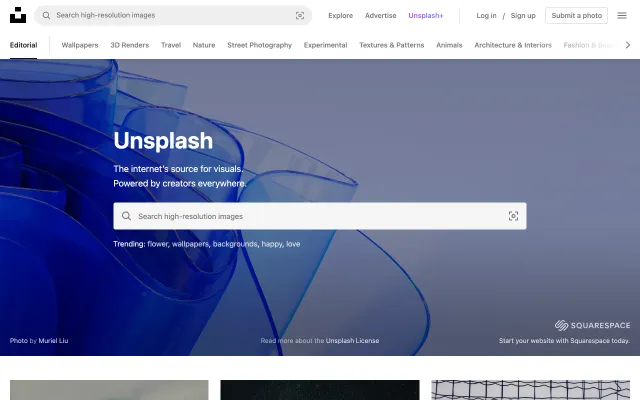 Search high-resolution images
Explore
Advertise
Unsplash+
Log in / Sign up
Submit a photo
Editorial
Wallpapers
3D Renders
Travel
Nature
Street Photography
Experimental
Textures & Patterns
Animals
Architecture & Interiors
Fashion &
Unsplash
The internet's source for visuals.
Powered by creators everywhere.
Search high-resolution images
Trending: flower, wallpapers, backgrounds, happy, love
SQUARESPACE
Photo by Muriel Liu
Read more about the Unsplash License
Start your website with Squarespace today.